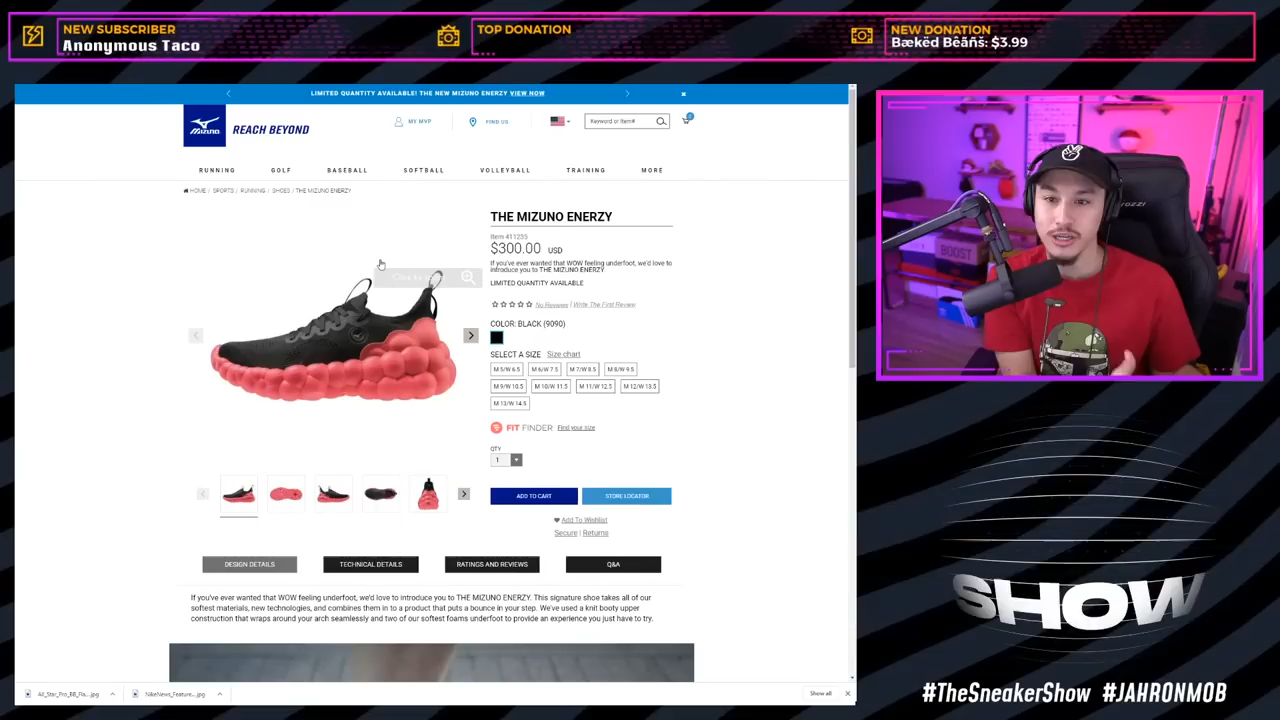 NEW SUBSCRIBER
Anonymous Taco
TOP DONATION
NEW DONATION
Bækëd Bëåñš: $3.99
LIMITED QUANTITY AVAILABLE! THE NEW MIZUNO ENERZY VIEW NOW
MIZUNO
REACH BEYOND
MY MVP
FIND US
Keyword or Item#
RUNNING GOLF BASEBALL SOFTBALL VOLLEYBALL TRAINING MORE
HOME / SPORTS / RUNNING / SHOES / THE MIZUNO ENERZY
THE MIZUNO ENERZY
Item 411235
$300.00 USD
If you've ever wanted that WOW feeling underfoot, we'd love to
introduce you to THE MIZUNO ENERZY.
LIMITED QUANTITY AVAILABLE
No Reviews | Write The First Review
COLOR: BLACK (9090)
SELECT A SIZE Size chart
M 5/W 6.5 M 6/W 7.5 M 7/W 8.5 M 8/W 9.5
M 9/W 10.5 M 10/W 11.5 M 11/W 12.5 M 12/W 13.5
M 13/W 14.5
FIT FINDER Find your size
QTY
1
ADD TO CART STORE LOCATOR
Add To Wishlist
Secure | Returns
DESIGN DETAILS TECHNICAL DETAILS RATINGS AND REVIEWS Q&A
If you've ever wanted that WOW feeling underfoot, we'd love to introduce you to THE MIZUNO ENERZY. This signature shoe takes all of our
softest materials, new technologies, and combines them in to a product that puts a bounce in your step. We've used a knit booty upper
construction that wraps around your arch seamlessly and two of our softest foams underfoot to provide an experience you just have to try.
All_Star_Pro_BB_Fla....jpg
NikeNews_Feature....jpg
Show all
BOOST
SHOW
#TheSneakerShow #JAHRONMOB